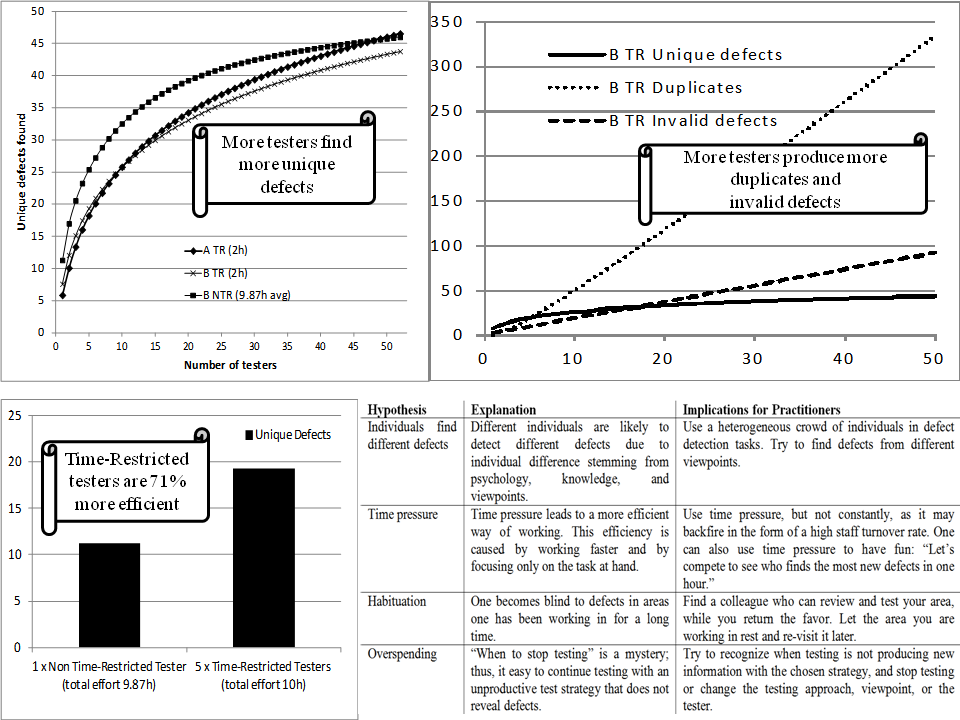 50
45
40
35
30
25
20
15
10
5
0
Unique defects found
More testers find
more unique
defects
A TR (2h)
B TR (2h)
B NTR (9.87h avg)
0 5 10 15 20 25 30 35 40 45 50
Number of testers
350
300
250
200
150
100
50
0
B TR Unique defects
B TR Duplicates
B TR Invalid defects
More testers produce more
duplicates and
invalid defects
0 10 20 30 40 50
25
20
15
10
5
0
Unique Defects
Time-Restricted
testers are 71%
more efficient
1 x Non Time-Restricted Tester
(total effort 9.87h)
5 x Time-Restricted Testers
(total effort 10h)
Hypothesis Explanation Implications for Practitioners
Individuals find
different defects
Different individuals are likely to
detect different defects due to
individual difference stemming from
psychology, knowledge, and
viewpoints.
Use a heterogeneous crowd of individuals in defect
detection tasks. Try to find defects from different
viewpoints.
Time pressure
Time pressure leads to a more efficient
way of working. This efficiency is
caused by working faster and by
focusing only on the task at hand.
Use time pressure, but not constantly, as it may
backfire in the form of a high staff turnover rate. One
can also use time pressure to have fun: “Let’s
compete to see who finds the most new defects in one
hour.”
Habituation
One becomes blind to defects in areas
one has been working in for a long
time.
Find a colleague who can review and test your area,
while you return the favor. Let the area you are
working in rest and re-visit it later.
Overspending
“When to stop testing” is a mystery;
thus, it easy to continue testing with an
unproductive test strategy that does not
reveal defects.
Try to recognize when testing is not producing new
information with the chosen strategy, and stop testing
or change the testing approach, viewpoint, or the
tester.